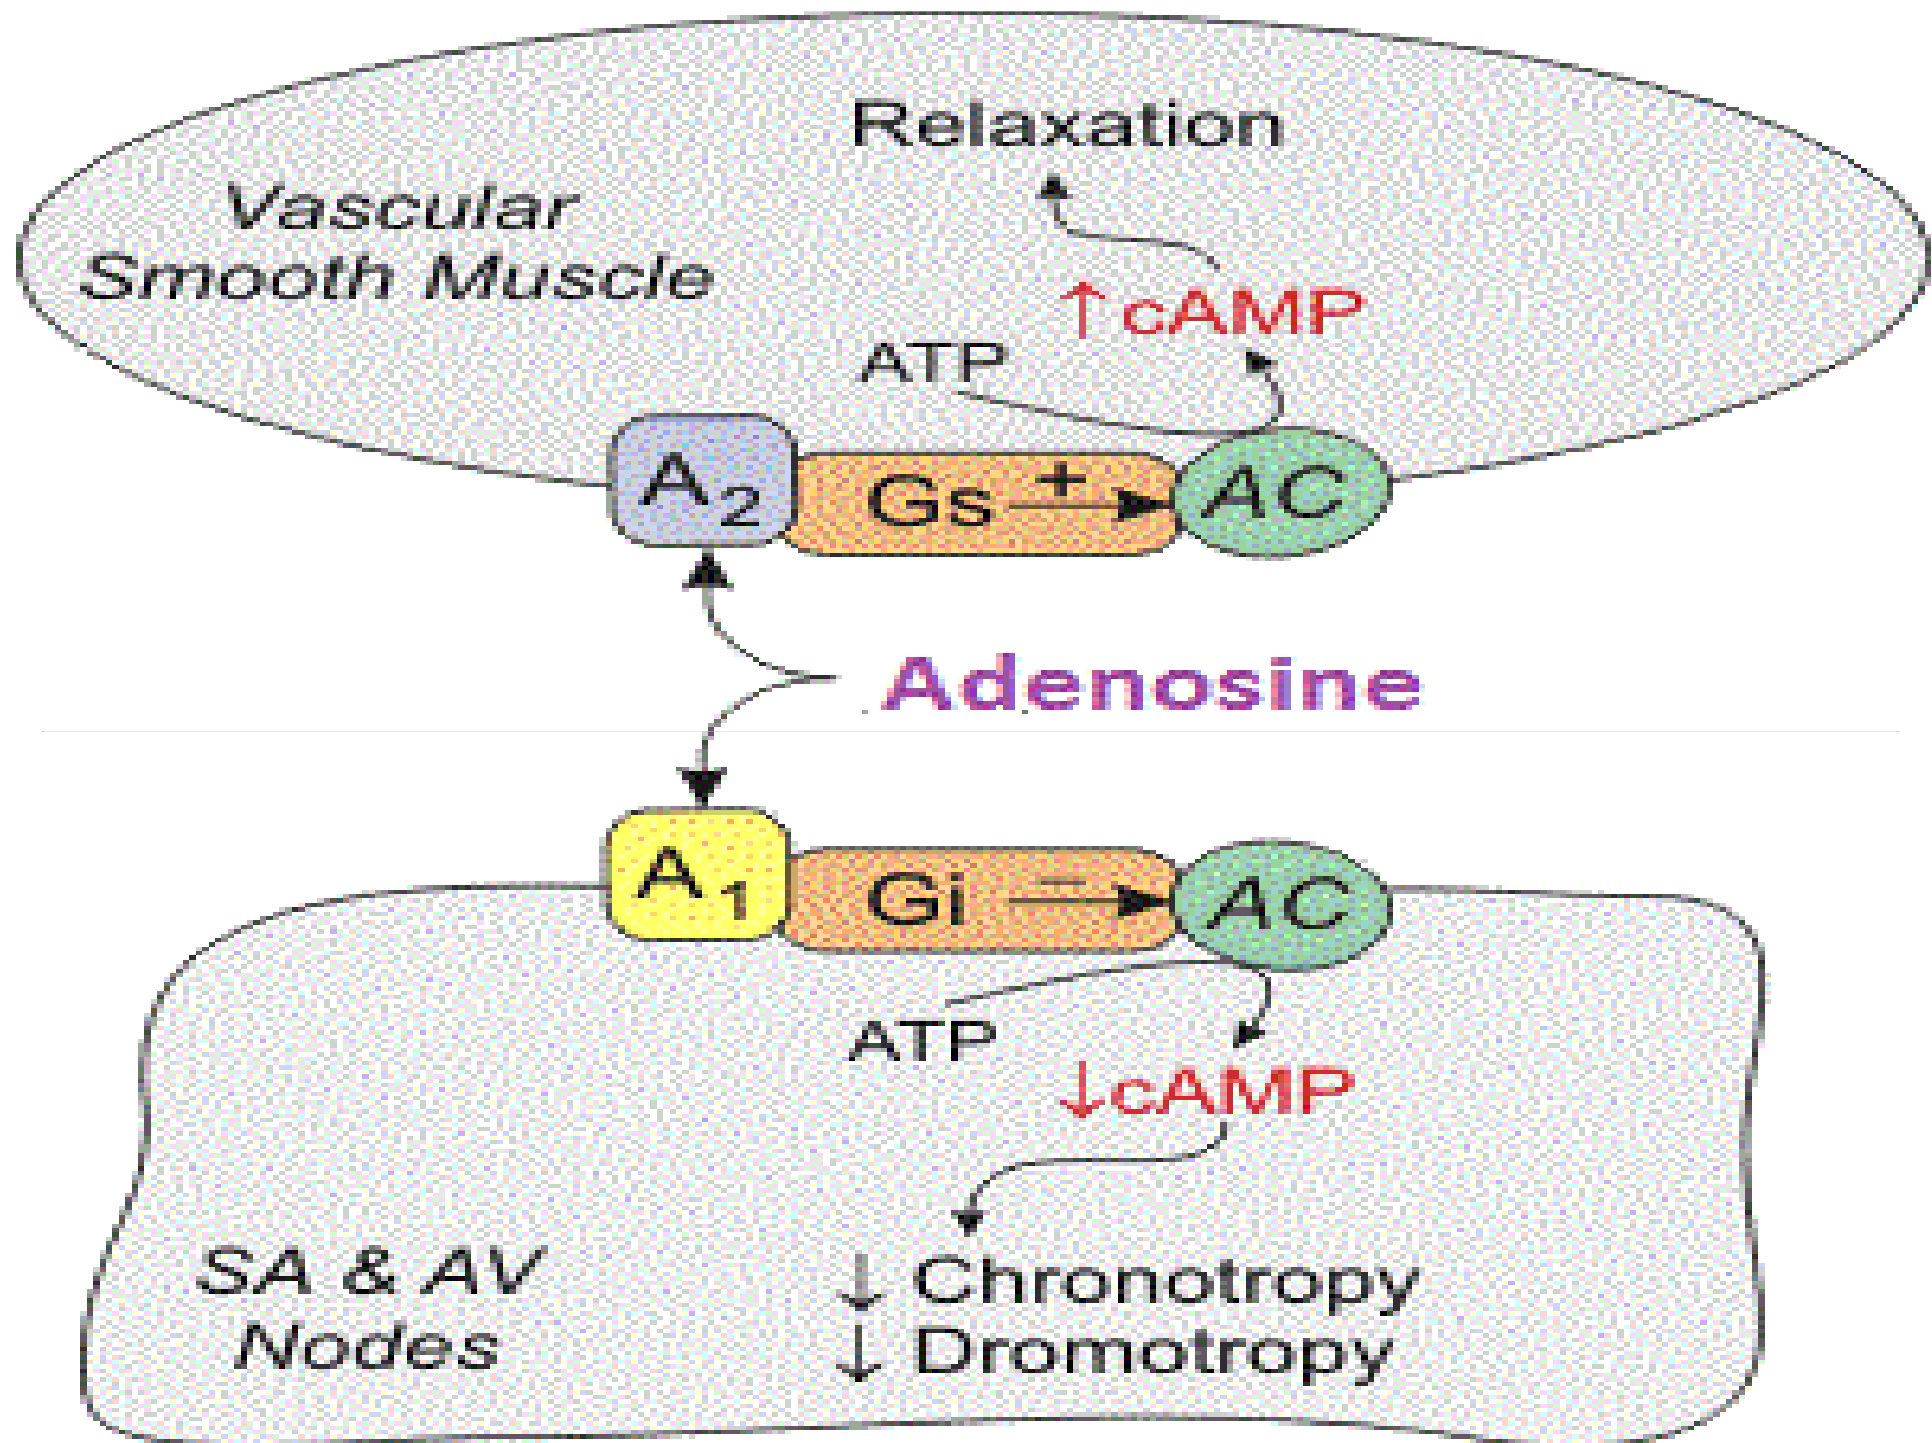 Relaxation
Vascular
Smooth Muscle
↑ cAMP
ATP
A2
Gs
+
AC
Adenosine
A1
Gi
−
AC
ATP
↓cAMP
SA & AV
Nodes
↓ Chronotropy
↓ Dromotropy